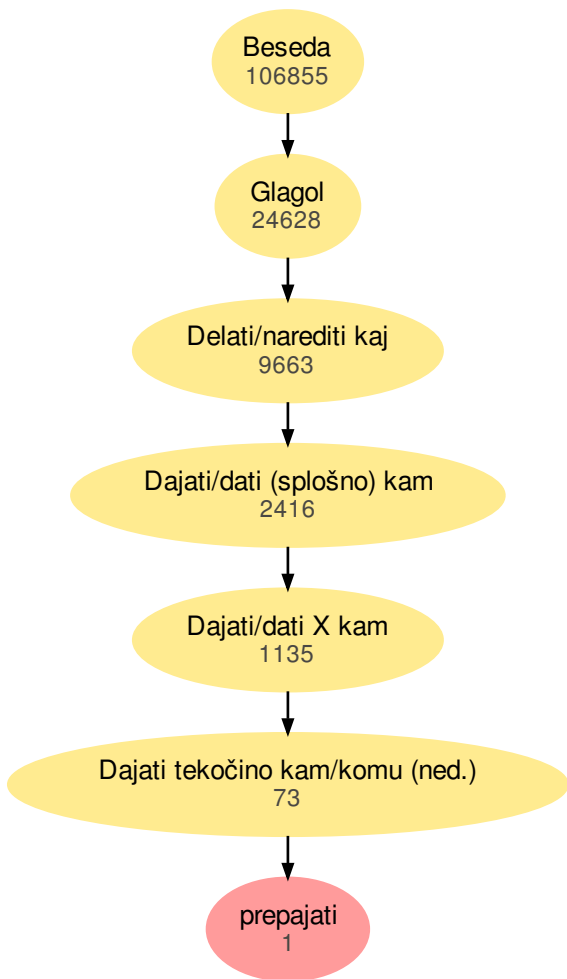 Beseda
106855
Glagol
24628
Delati/narediti kaj
9663
Dajati/dati (splošno) kam
2416
Dajati/dati X kam
1135
Dajati tekočino kam/komu (ned.)
73
prepajati
1